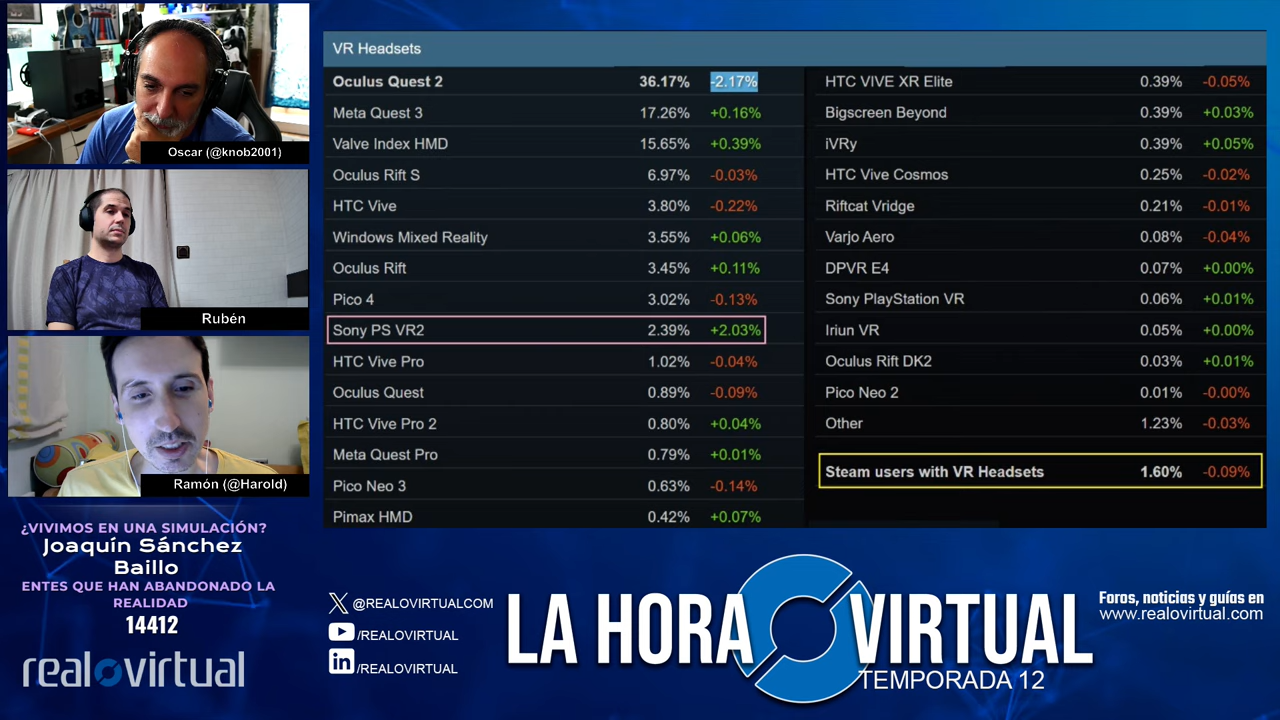 Oscar (@knob2001)
Rubén
Ramón (@Harold)
¿VIVIMOS EN UNA SIMULACIÓN?
Joaquín Sánchez
Baillo
ENTES QUE HAN ABANDONADO LA
REALIDAD
14412
realovirtual
VR Headsets
Oculus Quest 2 36.17% -2.17%
Meta Quest 3 17.26% +0.16%
Valve Index HMD 15.65% +0.39%
Oculus Rift S 6.97% -0.03%
HTC Vive 3.80% -0.22%
Windows Mixed Reality 3.55% +0.06%
Oculus Rift 3.45% +0.11%
Pico 4 3.02% -0.13%
Sony PS VR2 2.39% +2.03%
HTC Vive Pro 1.02% -0.04%
Oculus Quest 0.89% -0.09%
HTC Vive Pro 2 0.80% +0.04%
Meta Quest Pro 0.79% +0.01%
Pico Neo 3 0.63% -0.14%
Pimax HMD 0.42% +0.07%
HTC VIVE XR Elite 0.39% -0.05%
Bigscreen Beyond 0.39% +0.03%
iVRy 0.39% +0.05%
HTC Vive Cosmos 0.25% -0.02%
Riftcat Vridge 0.21% -0.01%
Varjo Aero 0.08% -0.04%
DPVR E4 0.07% +0.00%
Sony PlayStation VR 0.06% +0.01%
Iriun VR 0.05% +0.00%
Oculus Rift DK2 0.03% +0.01%
Pico Neo 2 0.01% -0.00%
Other 1.23% -0.03%
Steam users with VR Headsets 1.60% -0.09%
@REALOVIRTUALCOM
/REALOVIRTUAL
/REALOVIRTUAL
LA HORA VIRTUAL
TEMPORADA 12
Foros, noticias y guías en
www.realovirtual.com